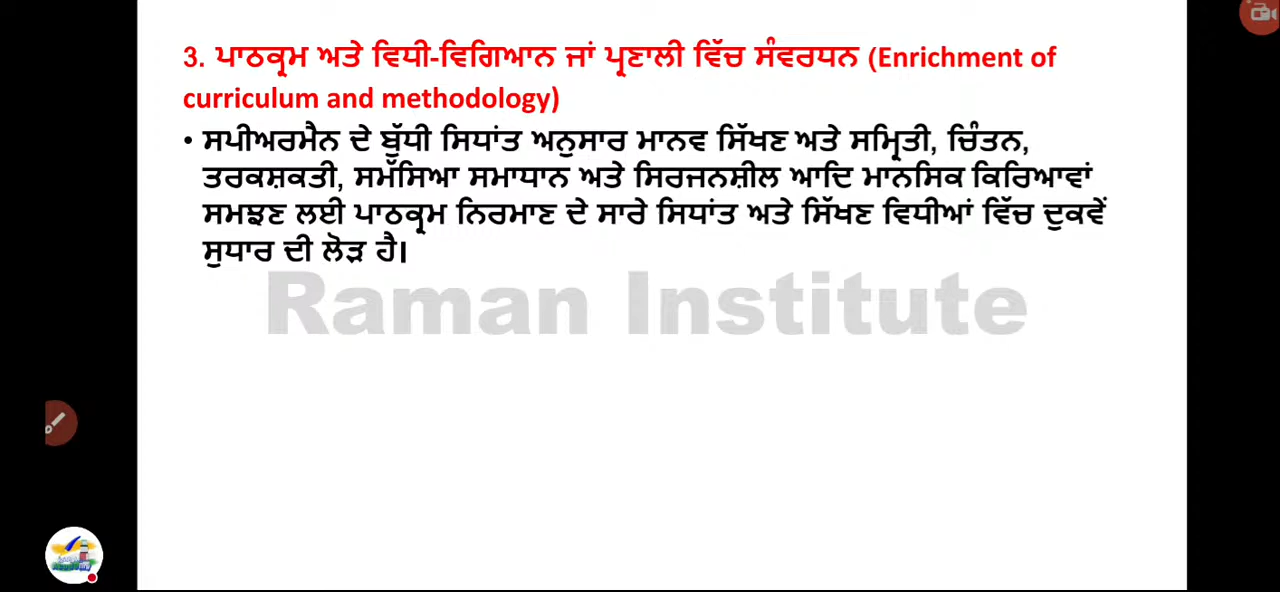 3. ਪਾਠਕ੍ਰਮ ਅਤੇ ਵਿਧੀ-ਵਿਗਿਆਨ ਜਾਂ ਪ੍ਰਣਾਲੀ ਵਿੱਚ ਸੰਵਰਧਨ (Enrichment of
curriculum and methodology)
• ਸਪੀਅਰਮੈਨ ਦੇ ਬੁੱਧੀ ਸਿਧਾਂਤ ਅਨੁਸਾਰ ਮਾਨਵ ਸਿੱਖਣ ਅਤੇ ਸਮ੍ਰਿਤੀ, ਚਿੰਤਨ,
ਤਰਕਸ਼ਕਤੀ, ਸਮੱਸਿਆ ਸਮਾਧਾਨ ਅਤੇ ਸਿਰਜਨਸ਼ੀਲ ਆਦਿ ਮਾਨਸਿਕ ਕਿਰਿਆਵਾਂ
ਸਮਝਣ ਲਈ ਪਾਠਕ੍ਰਮ ਨਿਰਮਾਣ ਦੇ ਸਾਰੇ ਸਿਧਾਂਤ ਅਤੇ ਸਿੱਖਣ ਵਿਧੀਆਂ ਵਿੱਚ ਦੁਕਵੇਂ
ਸੁਧਾਰ ਦੀ ਲੋੜ ਹੈ।
Raman Institute